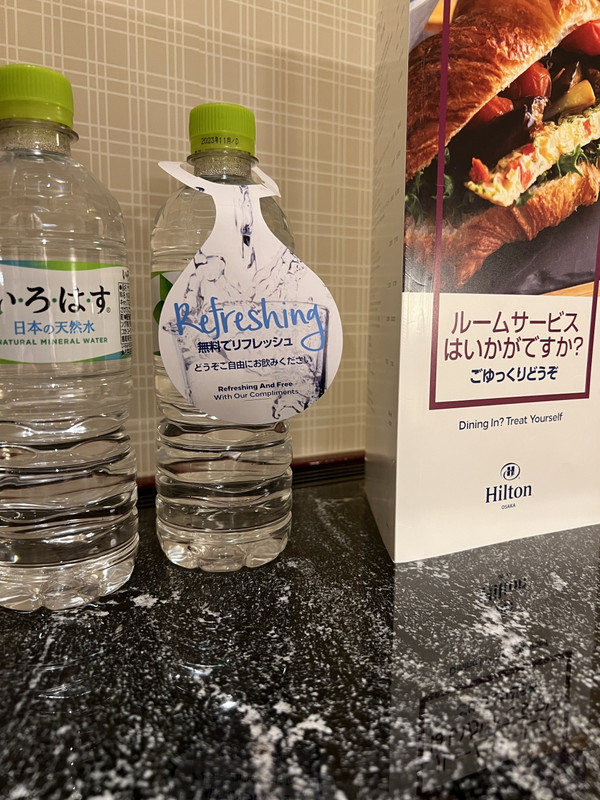 い・ろ・は・す
日本の天然水
NATURAL MINERAL WATER
Refreshing
無料でリフレッシュ
どうぞご自由にお飲みください
Refreshing And Free
With Our Compliments
ルームサービス
はいかがですか?
ごゆっくりどうぞ
Dining In? Treat Yourself
Hilton
OSAKA